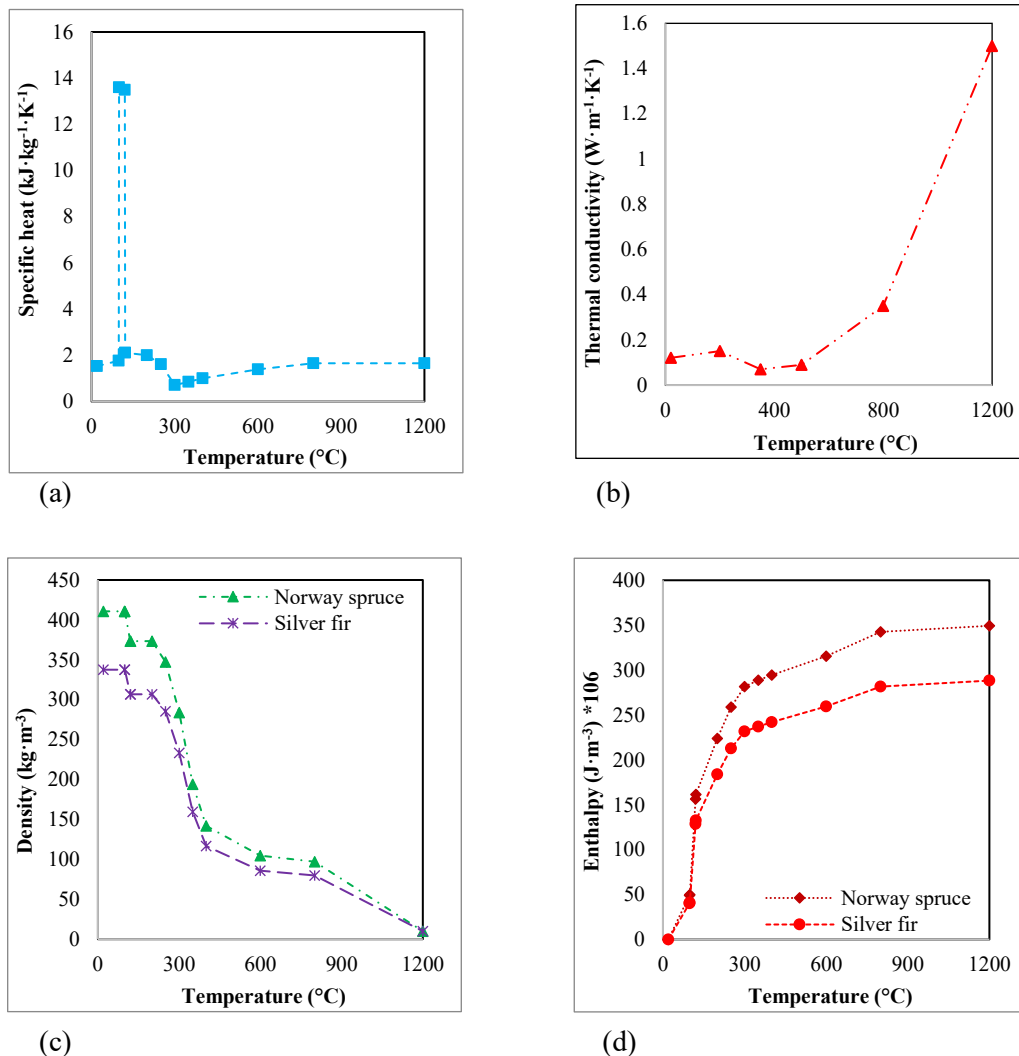 16
14
12
10
8
6
4
2
0
0 300 600 900 1200
Specific heat (kJ·kg⁻¹·K⁻¹)
Temperature (°C)
(a)
1.6
1.4
1.2
1
0.8
0.6
0.4
0.2
0
0 400 800 1200
Thermal conductivity (W·m⁻¹·K⁻¹)
Temperature (°C)
(b)
450
400
350
300
250
200
150
100
50
0
0 300 600 900 1200
Density (kg·m⁻³)
Norway spruce
Silver fir
Temperature (°C)
(c)
400
350
300
250
200
150
100
50
0
0 300 600 900 1200
Enthalpy (J·m⁻³) *106
Norway spruce
Silver fir
Temperature (°C)
(d)